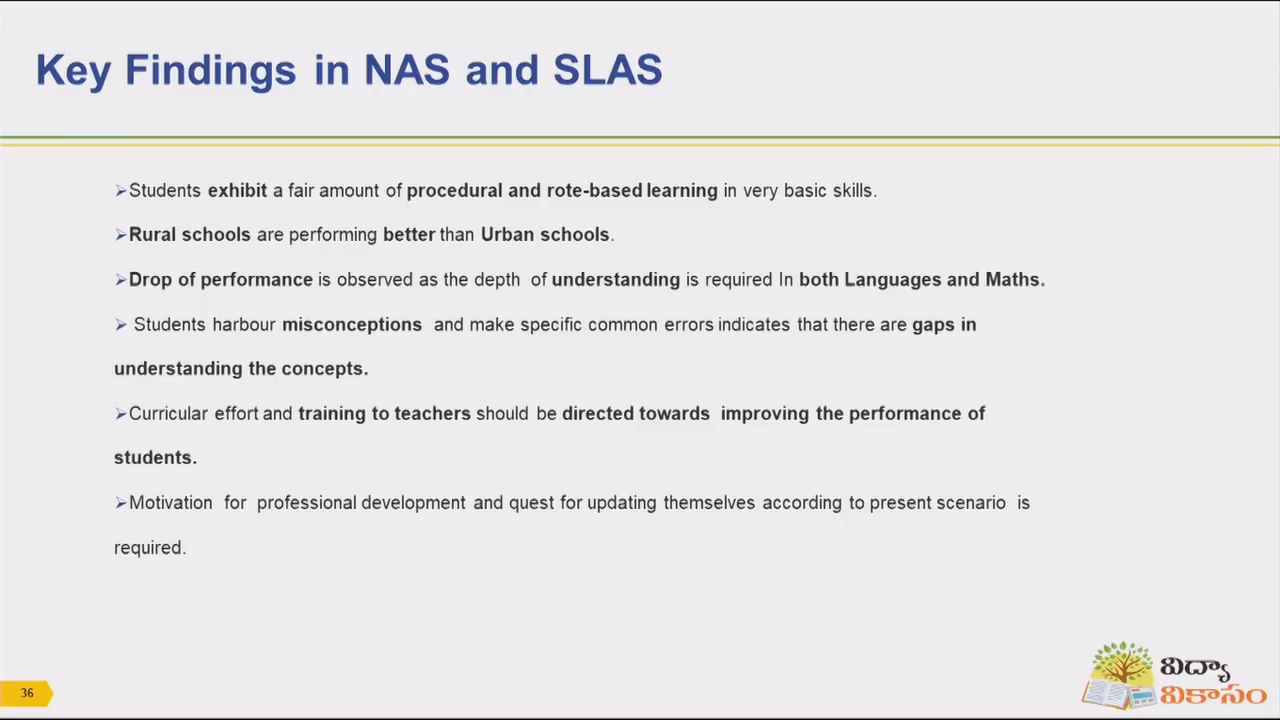 Key Findings in NAS and SLAS
➢Students exhibit a fair amount of procedural and rote-based learning in very basic skills.
➢Rural schools are performing better than Urban schools.
➢Drop of performance is observed as the depth of understanding is required In both Languages and Maths.
➢ Students harbour misconceptions and make specific common errors indicates that there are gaps in
understanding the concepts.
➢Curricular effort and training to teachers should be directed towards improving the performance of
students.
➢Motivation for professional development and quest for updating themselves according to present scenario is
required.
36
విద్యా
వికాసం